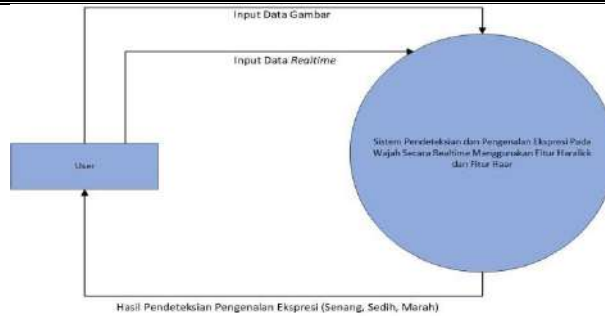 Input Data Gambar
Input Data Realtime
User
Sistem Pendeteksian dan Pengenalan Ekspresi Pada
Wajah Secara Realtime Menggunakan Fitur Haralick
dan Fitur Haar
Hasil Pendeteksian Pengenalan Ekspresi (Senang, Sedih, Marah)